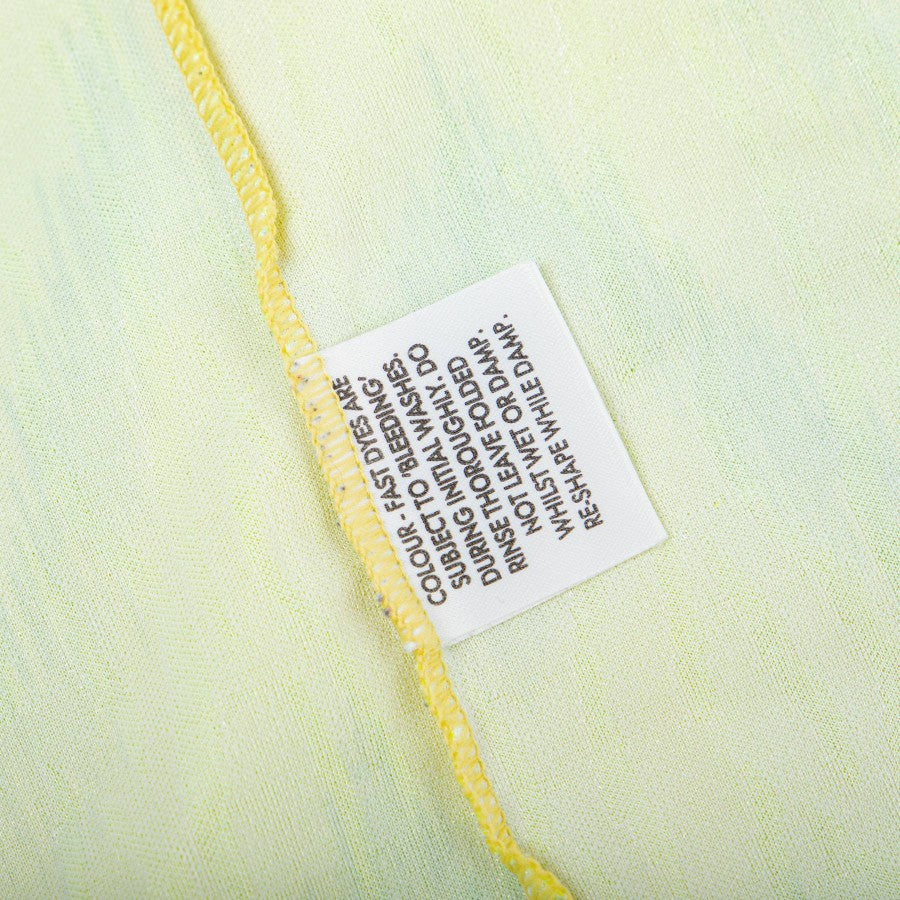 COLOUR - FAST DYES ARE
SUBJECT TO 'BLEEDING',
DURING INITIAL WASHES.
RINSE THOROUGHLY. DO
NOT LEAVE FOLDED
WHILST WET OR DAMP.
RE-SHAPE WHILE DAMP.